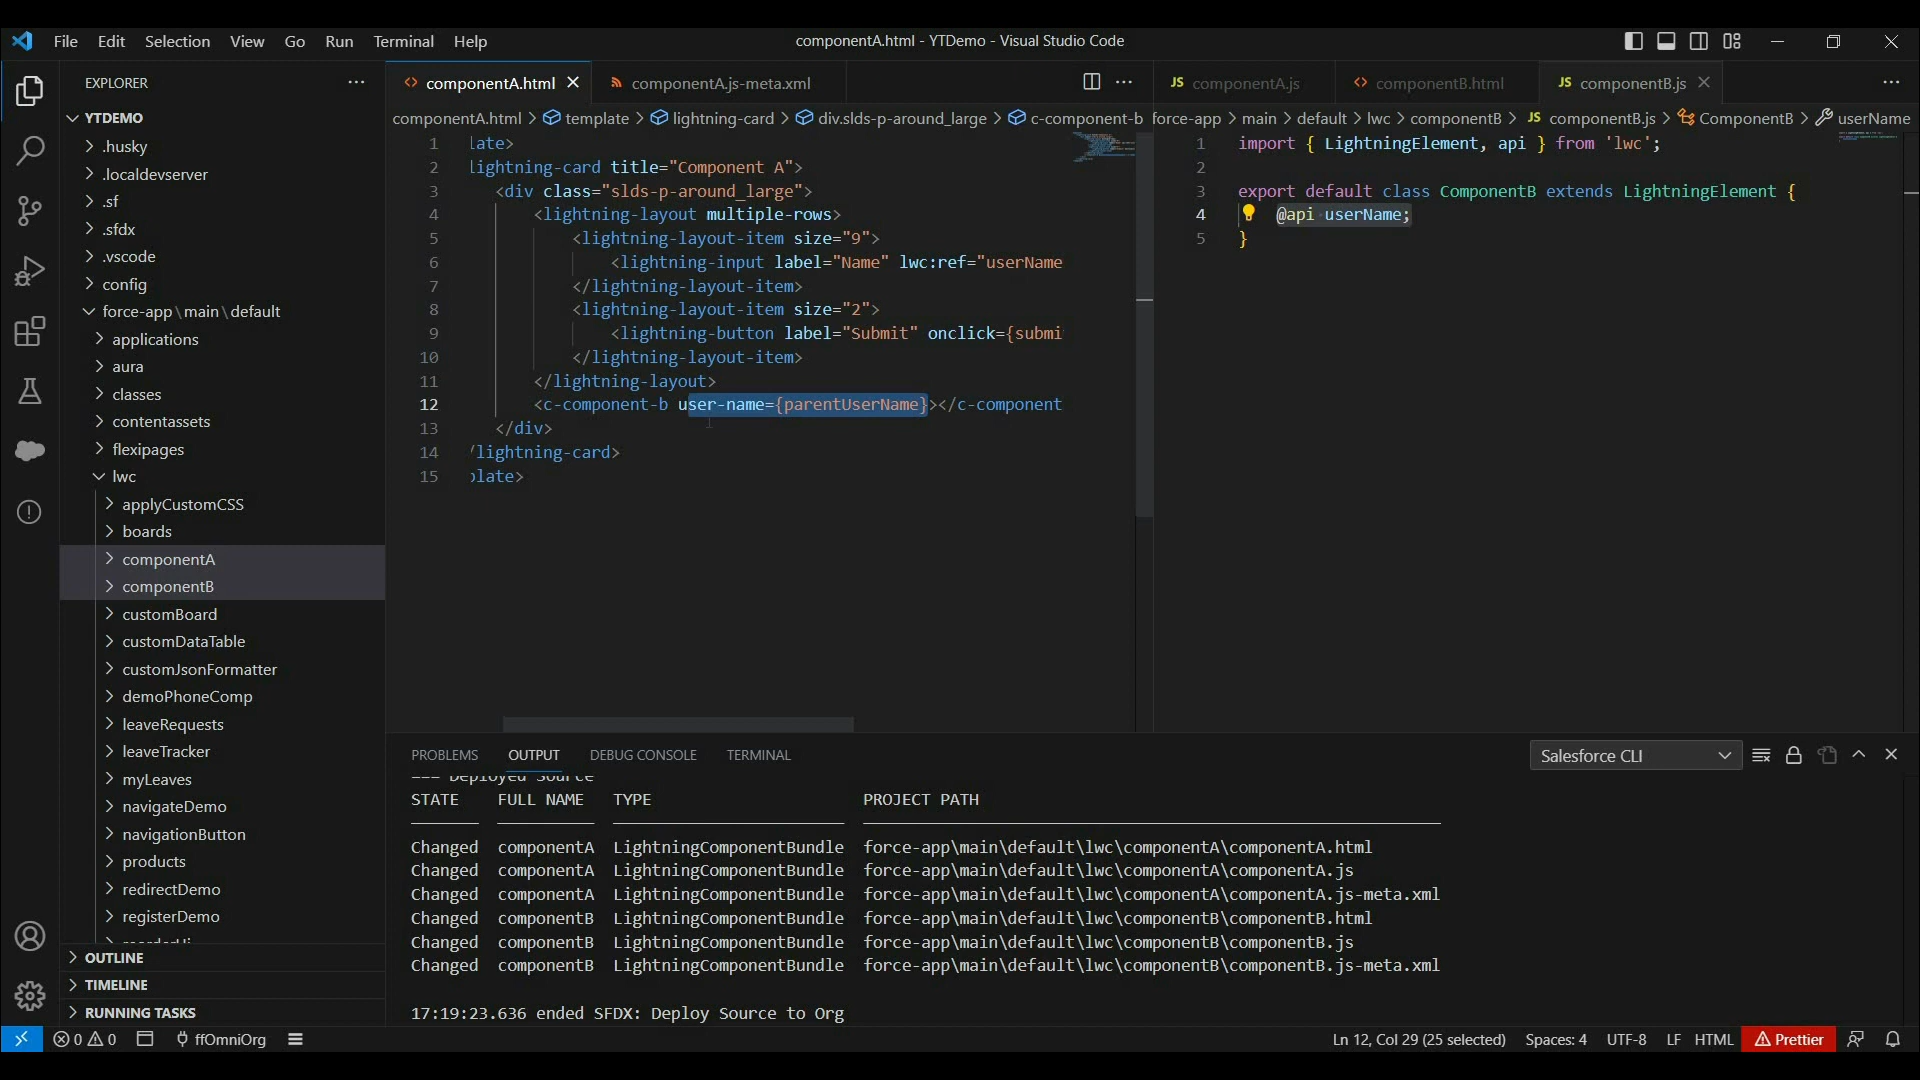 File Edit Selection View Go Run Terminal Help
componentA.html - YTDemo - Visual Studio Code
EXPLORER
YTDEMO
.husky
.localdevserver
.sf
.sfdx
.vscode
config
force-app\main\default
applications
aura
classes
contentassets
flexipages
lwc
applyCustomCSS
boards
componentA
componentB
customBoard
customDataTable
customJsonFormatter
demoPhoneComp
leaveRequests
leaveTracker
myLeaves
navigateDemo
navigationButton
products
redirectDemo
registerDemo
OUTLINE
TIMELINE
RUNNING TASKS
componentA.html componentA.js-meta.xml
componentA.html > template > lightning-card > div.slds-p-around_large > c-component-b
1 late>
2 lightning-card title="Component A">
3 <div class="slds-p-around_large">
4 <lightning-layout multiple-rows>
5 <lightning-layout-item size="9">
6 <lightning-input label="Name" lwc:ref="userName
7 </lightning-layout-item>
8 <lightning-layout-item size="2">
9 <lightning-button label="Submit" onclick={submi
10 </lightning-layout-item>
11 </lightning-layout>
12 <c-component-b user-name={parentUserName}></c-component
13 </div>
14 /lightning-card>
15 plate>
JS componentA.js componentB.html JS componentB.js
force-app > main > default > lwc > componentB > JS componentB.js > ComponentB > userName
1 import { LightningElement, api } from 'lwc';
2
3 export default class ComponentB extends LightningElement {
4 @api userName;
5 }
PROBLEMS OUTPUT DEBUG CONSOLE TERMINAL
Salesforce CLI
=== Deployed Source
STATE FULL NAME TYPE PROJECT PATH
Changed componentA LightningComponentBundle force-app\main\default\lwc\componentA\componentA.html
Changed componentA LightningComponentBundle force-app\main\default\lwc\componentA\componentA.js
Changed componentA LightningComponentBundle force-app\main\default\lwc\componentA\componentA.js-meta.xml
Changed componentB LightningComponentBundle force-app\main\default\lwc\componentB\componentB.html
Changed componentB LightningComponentBundle force-app\main\default\lwc\componentB\componentB.js
Changed componentB LightningComponentBundle force-app\main\default\lwc\componentB\componentB.js-meta.xml
17:19:23.636 ended SFDX: Deploy Source to Org
0 0 ffOmniOrg
Ln 12, Col 29 (25 selected) Spaces: 4 UTF-8 LF HTML Prettier